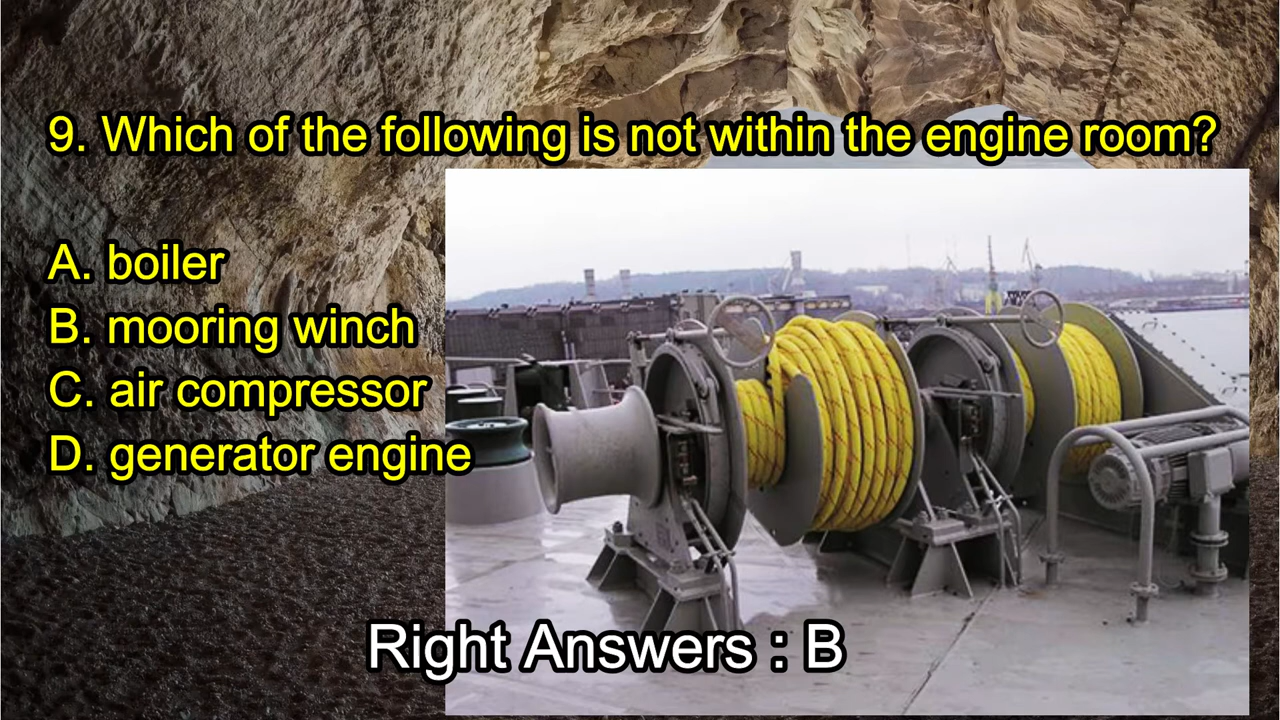 9. Which of the following is not within the engine room?
A. boiler
B. mooring winch
C. air compressor
D. generator engine
Right Answers : B